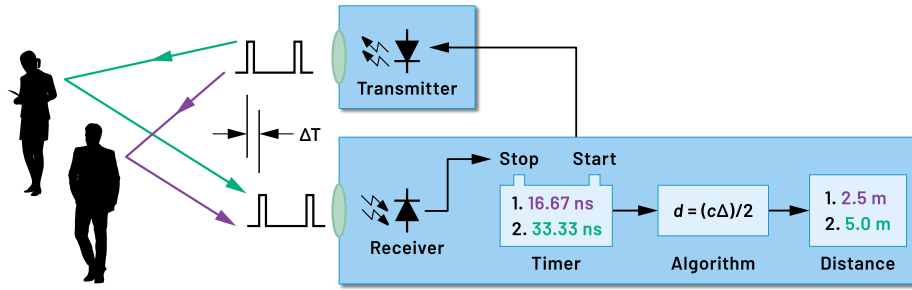 Transmitter
ΔT
Stop
Start
1. 16.67 ns
2. 33.33 ns
d = (cΔ)/2
1. 2.5 m
2. 5.0 m
Receiver
Timer
Algorithm
Distance